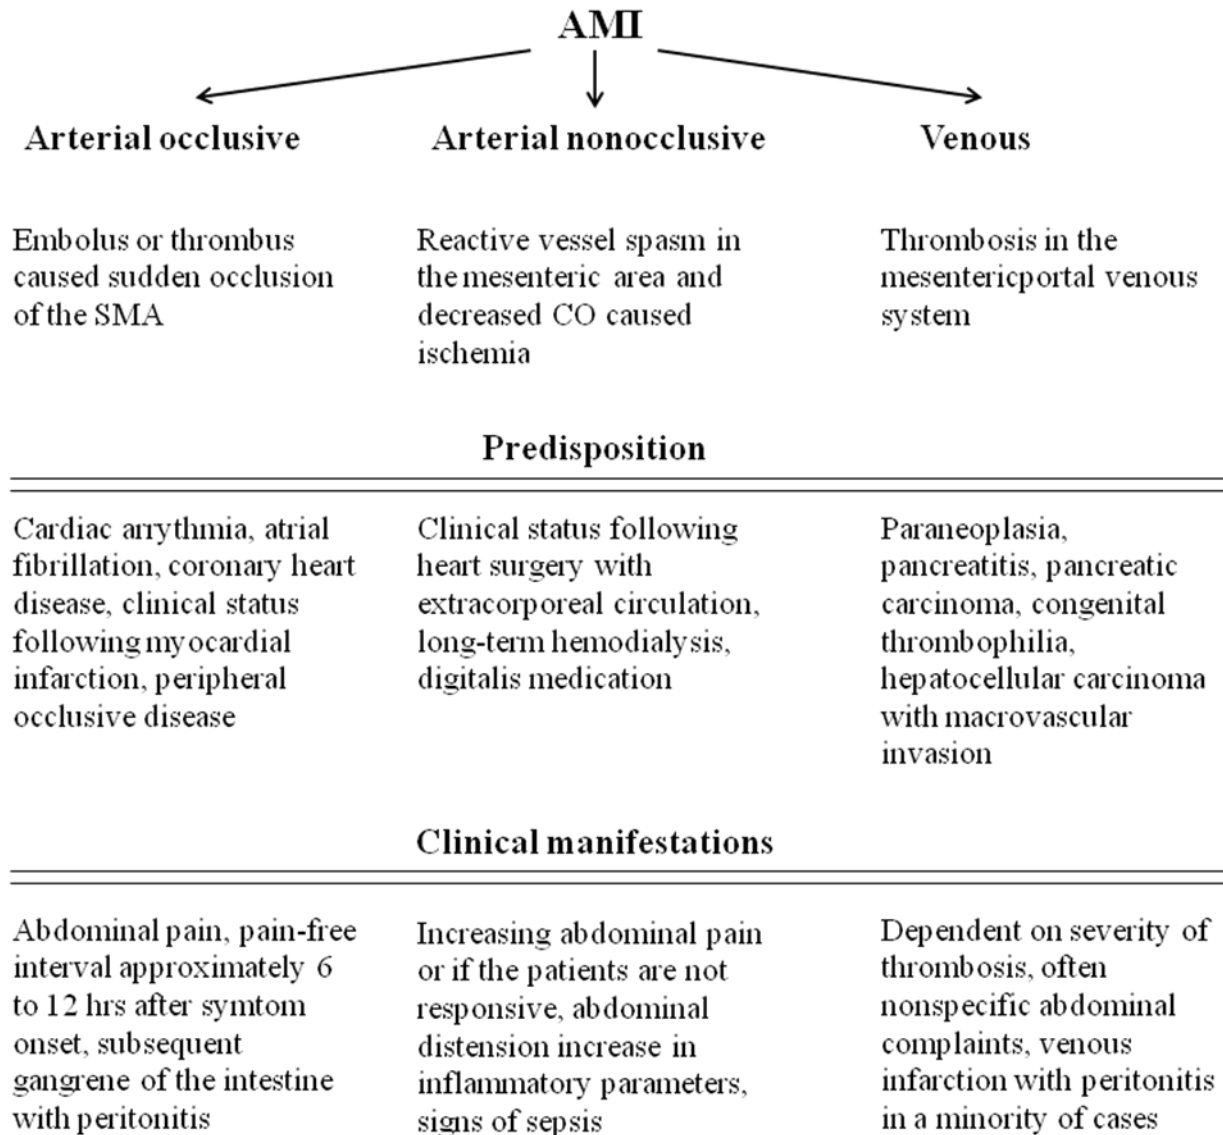 AMI
Arterial occlusive
Arterial nonocclusive
Venous
Embolus or thrombus
caused sudden occlusion
of the SMA
Reactive vessel spasm in
the mesenteric area and
decreased CO caused
ischemia
Thrombosis in the
mesentericportal venous
system
Predisposition
Cardiac arrythmia, atrial
fibrillation, coronary heart
disease, clinical status
following myocardial
infarction, peripheral
occlusive disease
Clinical status following
heart surgery with
extracorporeal circulation,
long-term hemodialysis,
digitalis medication
Paraneoplasia,
pancreatitis, pancreatic
carcinoma, congenital
thrombophilia,
hepatocellular carcinoma
with macrovascular
invasion
Clinical manifestations
Abdominal pain, pain-free
interval approximately 6
to 12 hrs after symtom
onset, subsequent
gangrene of the intestine
with peritonitis
Increasing abdominal pain
or if the patients are not
responsive, abdominal
distension increase in
inflammatory parameters,
signs of sepsis
Dependent on severity of
thrombosis, often
nonspecific abdominal
complaints, venous
infarction with peritonitis
in a minority of cases